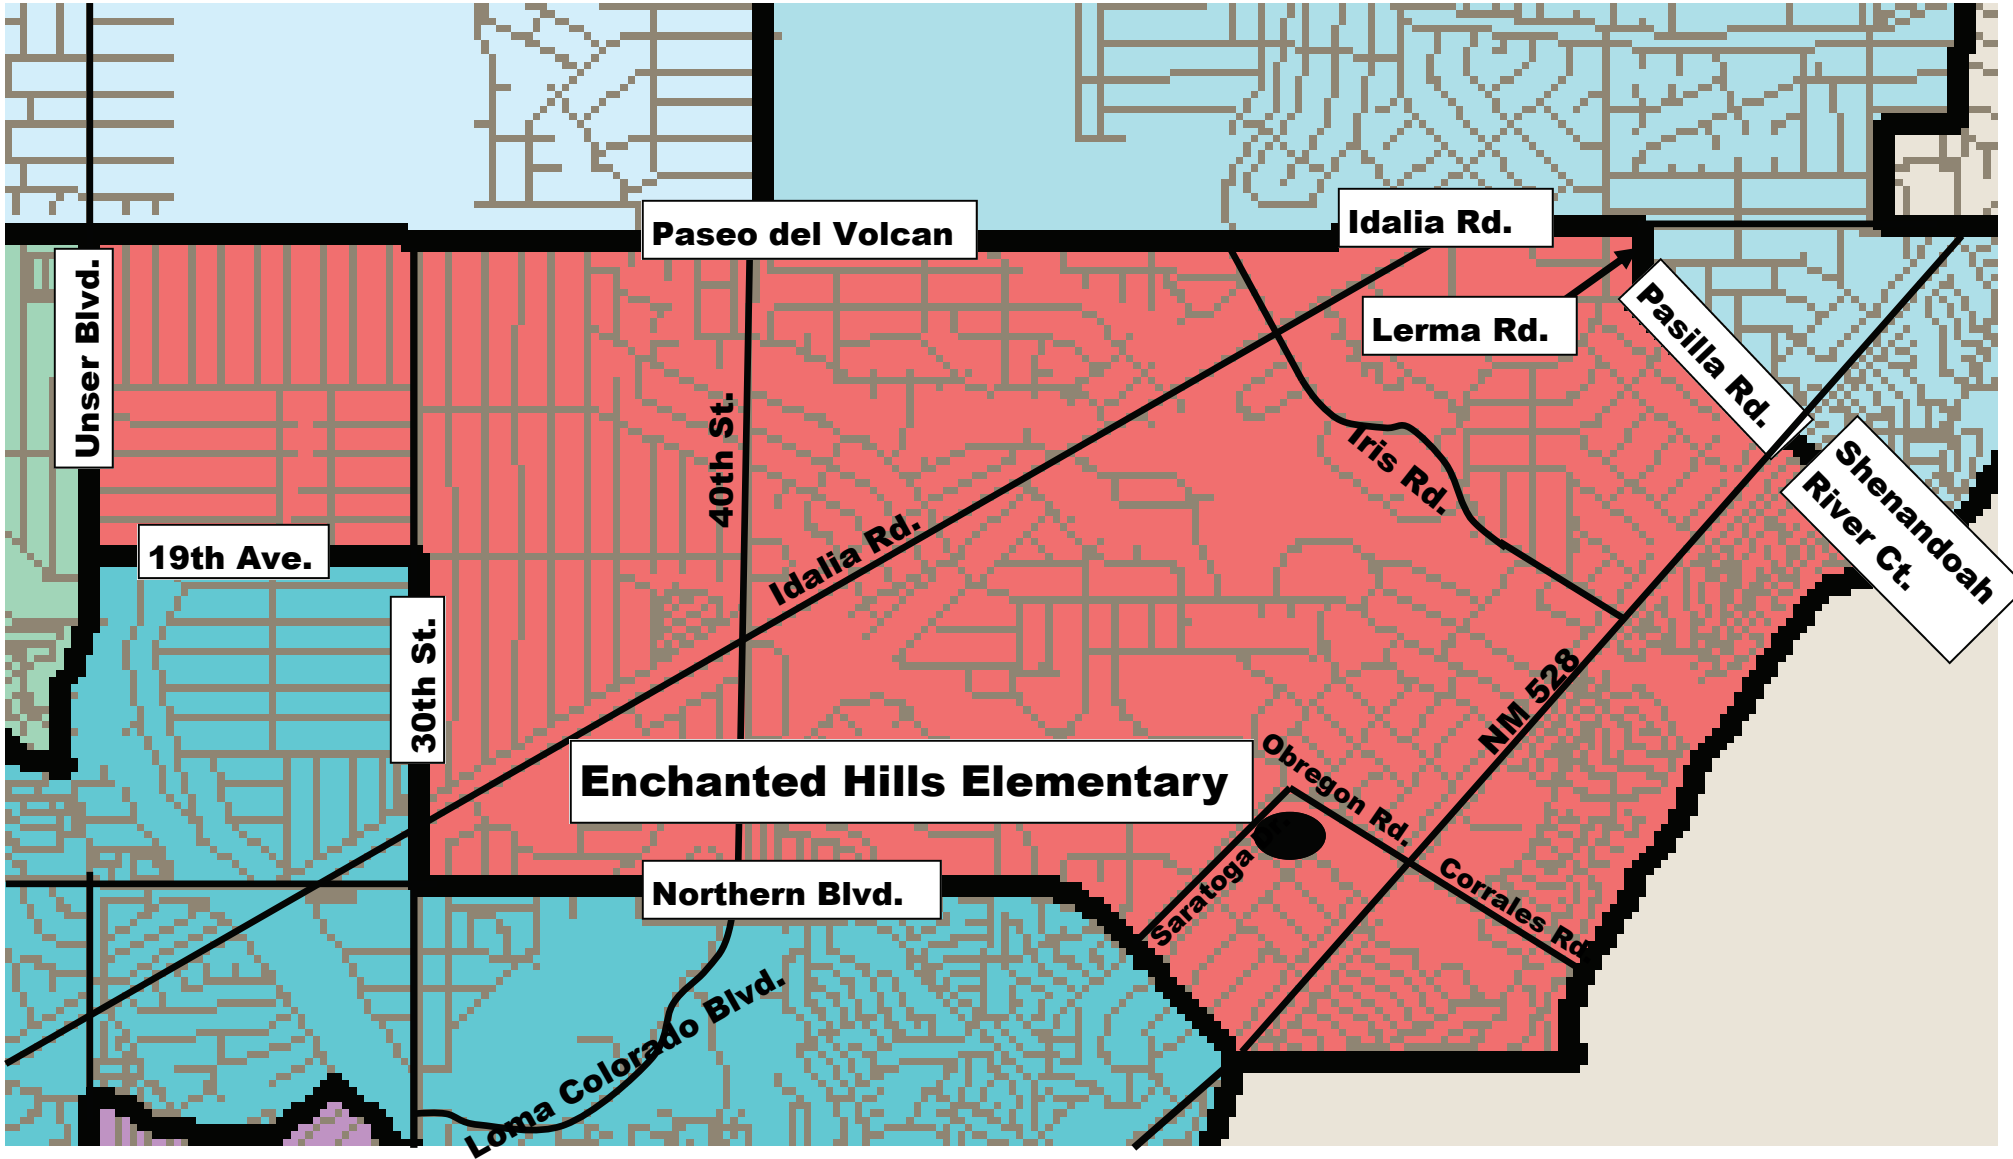 Idalia Rd.
Paseo del Volcan
Unser Blvd.
Lerma Rd.
Pasilla Rd.
40th St.
Iris Rd.
Shenandoah
River Ct.
Idalia Rd.
19th Ave.
30th St.
NM 528
Enchanted Hills Elementary
Obregon Rd.
Saratoga Dr.
Corrales Rd.
Northern Blvd.
Loma Colorado Blvd.